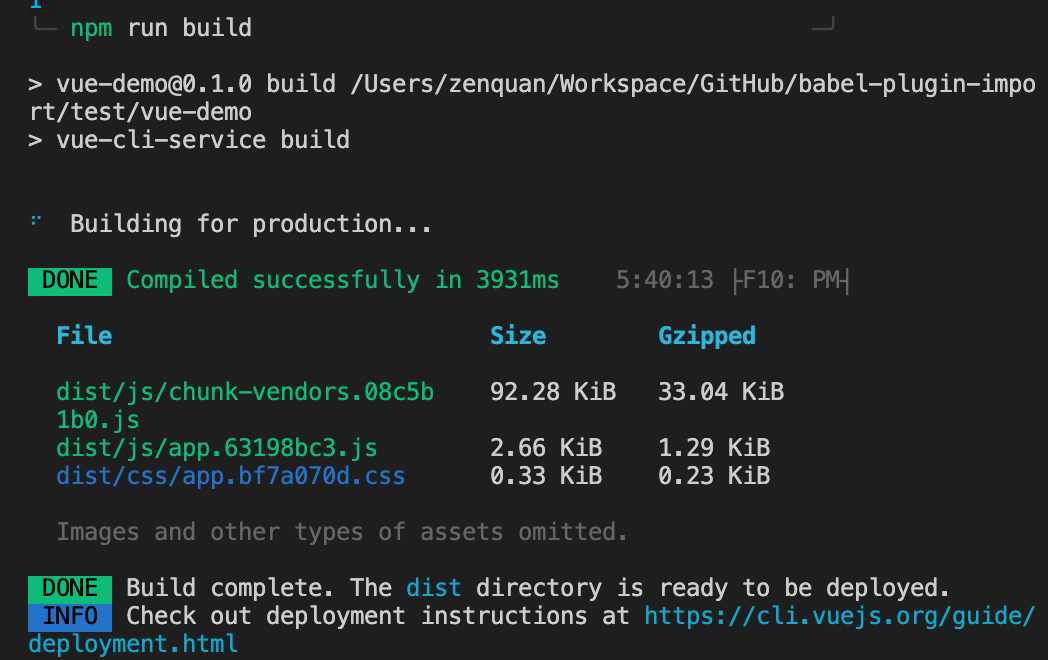 npm run build
> vue-demo@0.1.0 build /Users/zenquan/Workspace/GitHub/babel-plugin-impo
rt/test/vue-demo
> vue-cli-service build
Building for production...
DONE Compiled successfully in 3931ms 5:40:13 ├F10: PM┤
File Size Gzipped
dist/js/chunk-vendors.08c5b 92.28 KiB 33.04 KiB
1b0.js
dist/js/app.63198bc3.js 2.66 KiB 1.29 KiB
dist/css/app.bf7a070d.css 0.33 KiB 0.23 KiB
Images and other types of assets omitted.
DONE Build complete. The dist directory is ready to be deployed.
INFO Check out deployment instructions at https://cli.vuejs.org/guide/
deployment.html